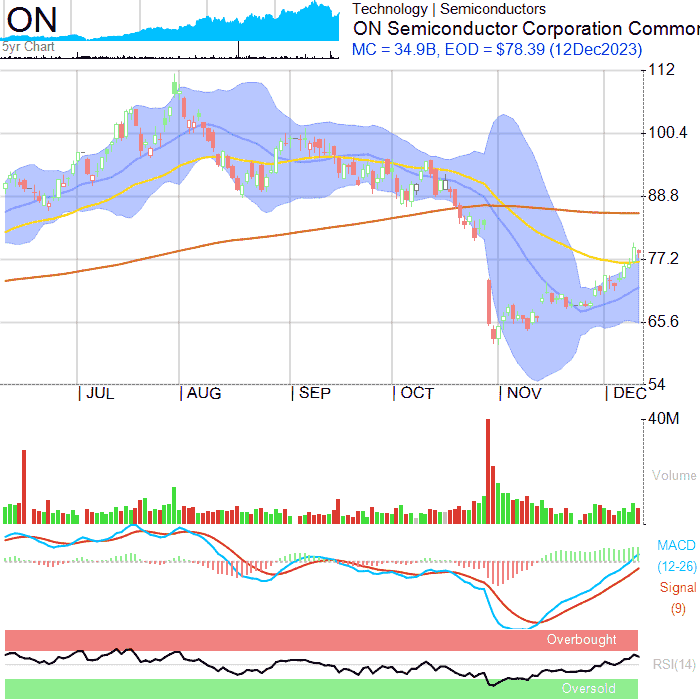 ON
Technology | Semiconductors
ON Semiconductor Corporation Common
MC = 34.9B, EOD = $78.39 (12Dec2023)
5yr Chart
112
100.4
88.8
77.2
65.6
54
JUL
AUG
SEP
OCT
NOV
DEC
40M
Volume
MACD
(12-26)
Signal
(9)
Overbought
RSI(14)
Oversold